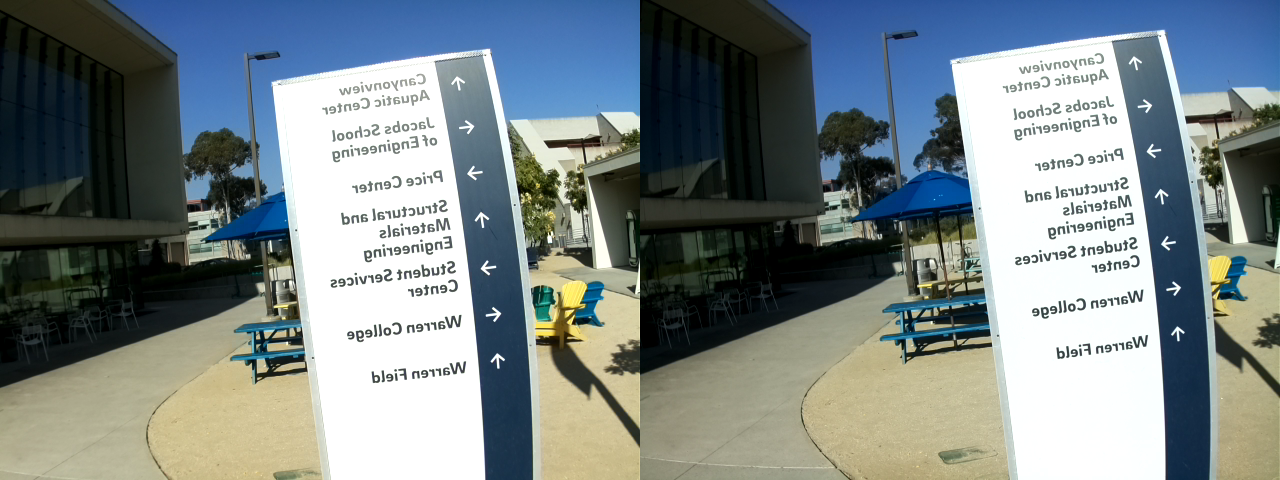 Canyonview
Aquatic Center
Jacobs School
of Engineering
Price Center
Structural and
Materials
Engineering
Student Services
Center
Warren College
Warren Field
Canyonview
Aquatic Center
Jacobs School
of Engineering
Price Center
Structural and
Materials
Engineering
Student Services
Center
Warren College
Warren Field